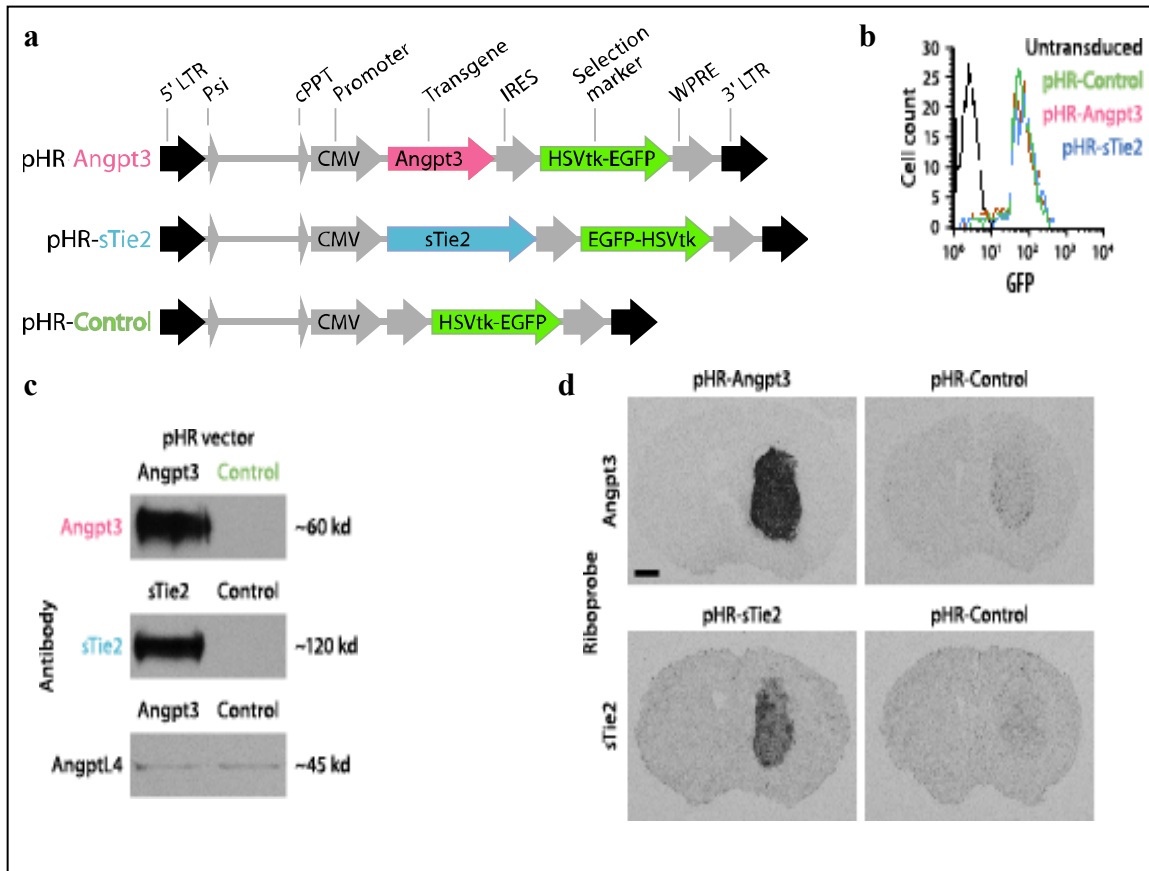 a
5' LTR
Psi
cPPT
Promoter
Transgene
IRES
Selection
marker
WPRE
3' LTR
pHR-Angpt3
CMV
Angpt3
HSVtk-EGFP
pHR-sTie2
CMV
sTie2
EGFP-HSVtk
pHR-Control
CMV
HSVtk-EGFP
b
Untransduced
pHR-Control
pHR-Angpt3
pHR-sTie2
Cell count
30
25
20
15
10
5
0
10⁰ 10¹ 10² 10³ 10⁴
GFP
c
pHR vector
Angpt3 Control
Angpt3 ~60 kd
sTie2 Control
sTie2 ~120 kd
Angpt3 Control
AngptL4 ~45 kd
Antibody
d
pHR-Angpt3 pHR-Control
Angpt3
pHR-sTie2 pHR-Control
sTie2
Riboprobe